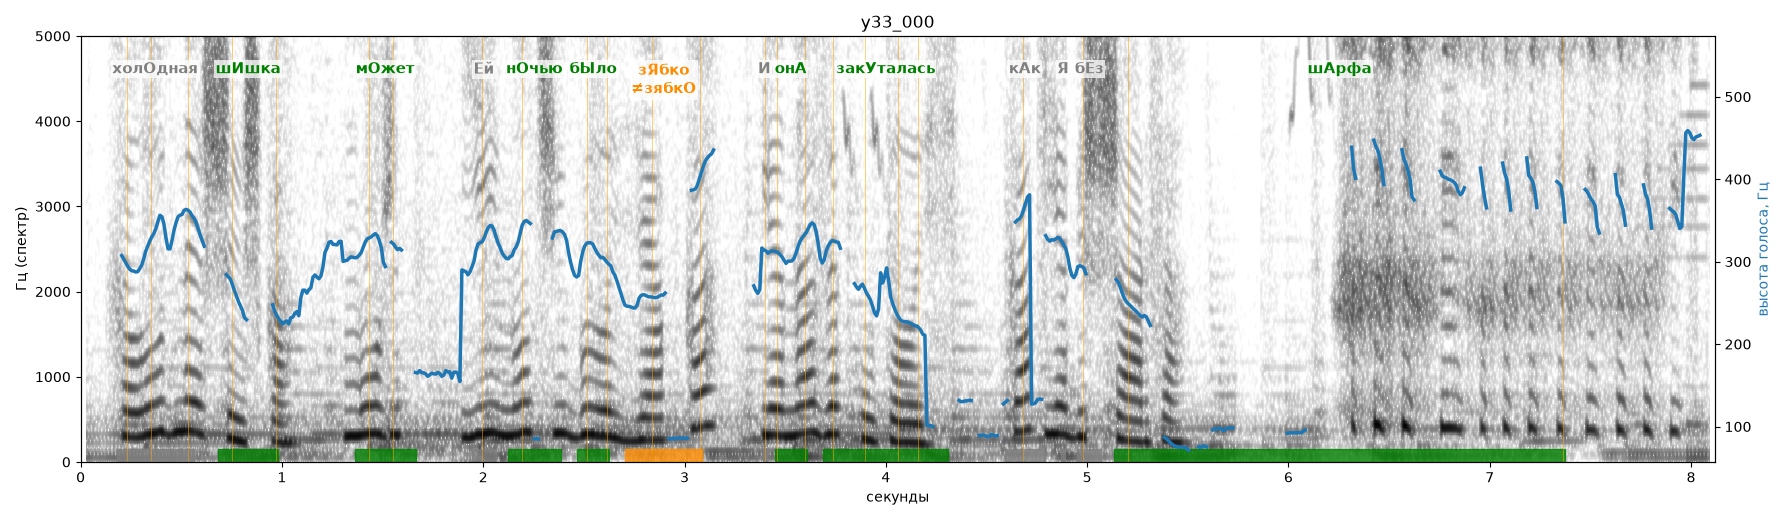 y33_000
холОдная шИшка мОжет Ей нОчью бЫло зЯбко И онА закУталась кАк Я бЕз шАрфа
≠зябкО
Гц (спектр)
5000
4000
3000
2000
1000
0
500
400
300
200
100
высота голоса, Гц
0 1 2 3 4 5 6 7 8
секунды